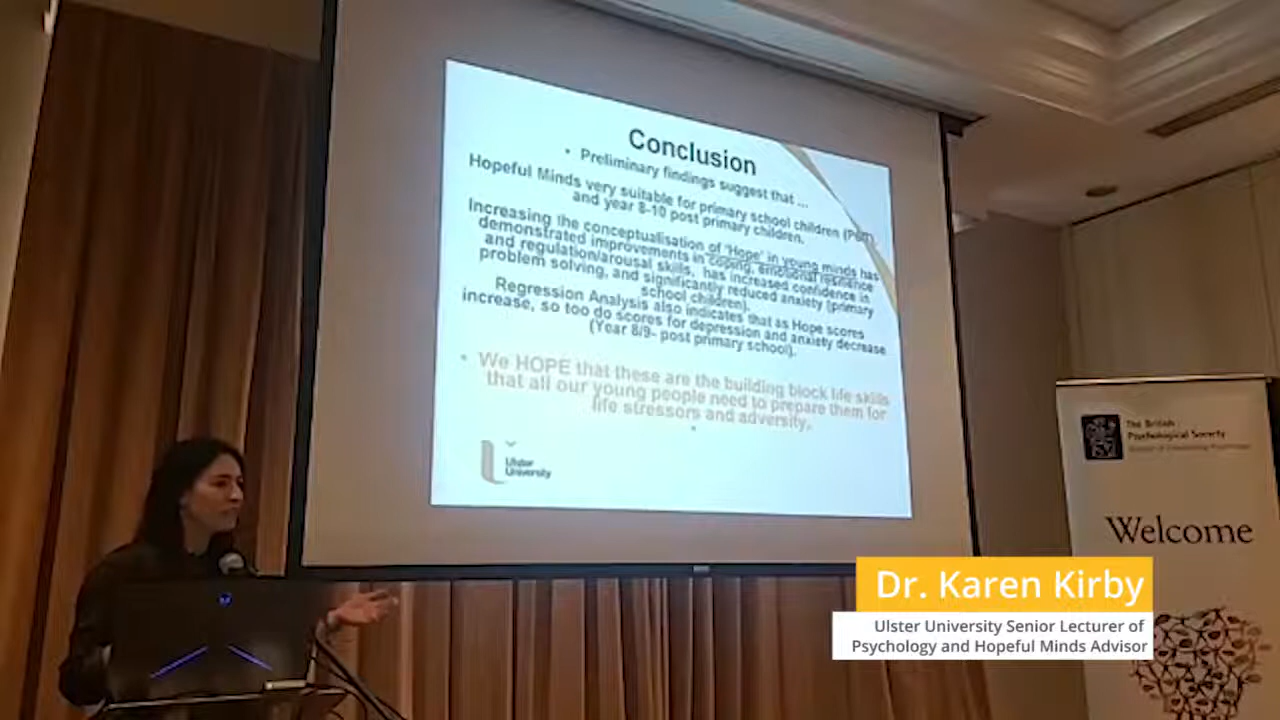 Conclusion
• Preliminary findings suggest that ...
Hopeful Minds very suitable for primary school children (P6/7),
and year 8-10 post primary children.
Increasing the conceptualisation of 'Hope' in young minds has
demonstrated improvements in coping, emotional resilience
and regulation/arousal skills, has increased confidence in
problem solving, and significantly reduced anxiety (primary
school children).
Regression Analysis also indicates that as Hope scores
increase, so too do scores for depression and anxiety decrease
(Year 8/9- post primary school).
• We HOPE that these are the building block life skills
that all our young people need to prepare them for
life stressors and adversity.
Ulster
University
The British
Psychological Society
Welcome
Dr. Karen Kirby
Ulster University Senior Lecturer of
Psychology and Hopeful Minds Advisor